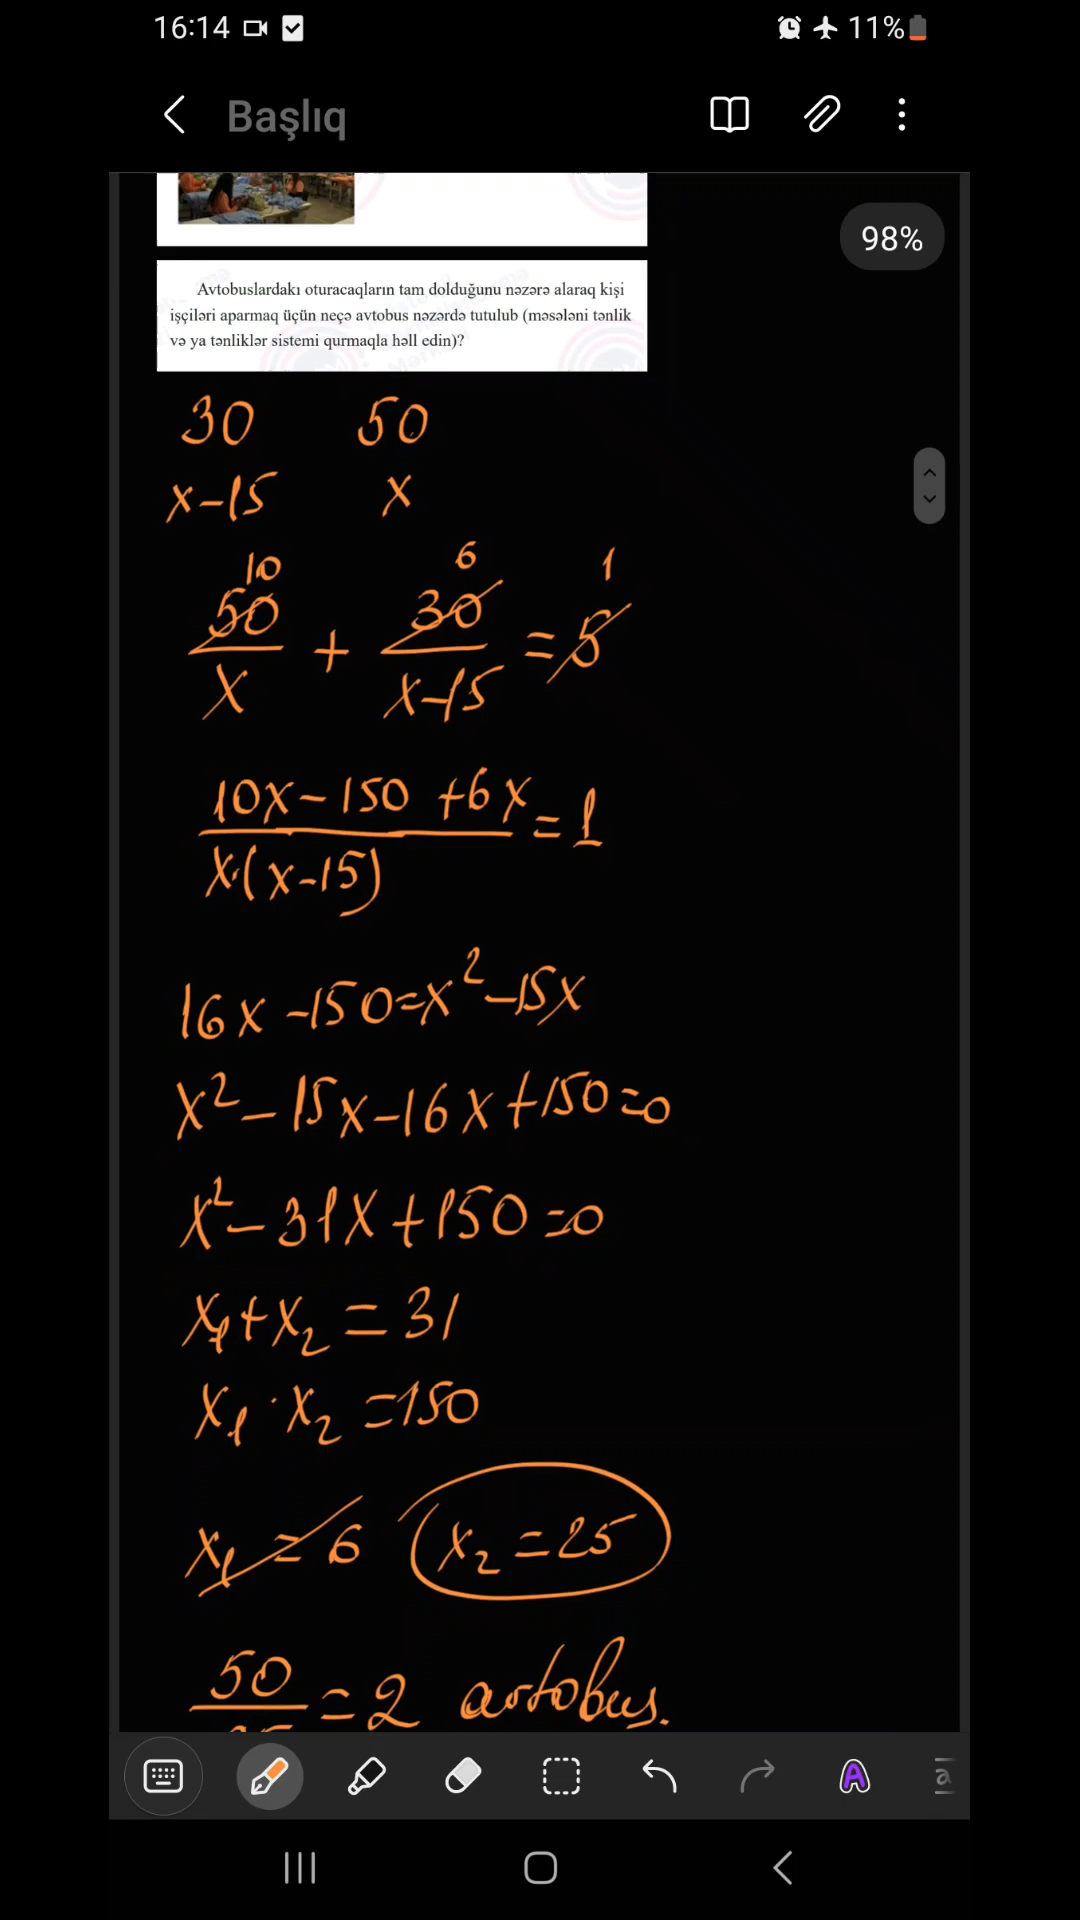 16:14 11%
Başlıq
98%
Avtobuslardakı oturacaqların tam dolduğunu nəzərə alaraq kişi
işçiləri aparmaq üçün neçə avtobus nəzərdə tutulub (məsələni tənlik
və ya tənliklər sistemi qurmaqla həll edin)?
30 50
x-15 x
10 6 1
50/x + 30/x-15 = 5
10x-150+6x/x·(x-15) = 1
16x-150=x²-15x
x²-15x-16x+150=0
x²-31x+150=0
x₁+x₂=31
x₁·x₂=150
x₁=6 x₂=25
50/25=2 avtobus.
A
a